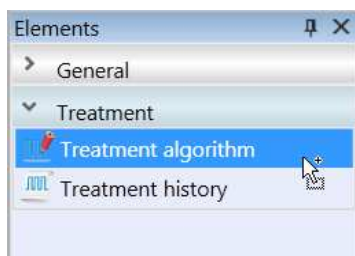 Elements
General
Treatment
Treatment algorithm
Treatment history